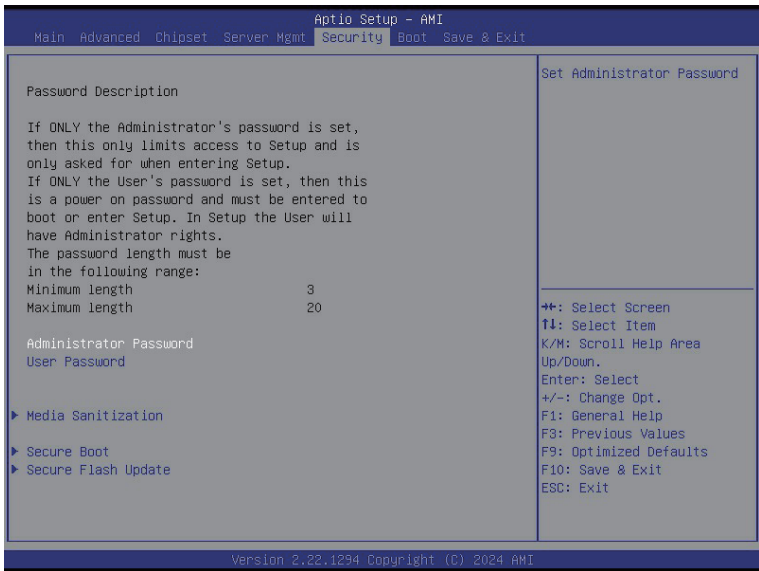 Aptio Setup – AMI
Main Advanced Chipset Server Mgmt Security Boot Save & Exit
Password Description
If ONLY the Administrator's password is set,
then this only limits access to Setup and is
only asked for when entering Setup.
If ONLY the User's password is set, then this
is a power on password and must be entered to
boot or enter Setup. In Setup the User will
have Administrator rights.
The password length must be
in the following range:
Minimum length 3
Maximum length 20
Administrator Password
User Password
Media Sanitization
Secure Boot
Secure Flash Update
Set Administrator Password
→←: Select Screen
↑↓: Select Item
K/M: Scroll Help Area
Up/Down.
Enter: Select
+/-: Change Opt.
F1: General Help
F3: Previous Values
F9: Optimized Defaults
F10: Save & Exit
ESC: Exit
Version 2.22.1294 Copyright (C) 2024 AMI